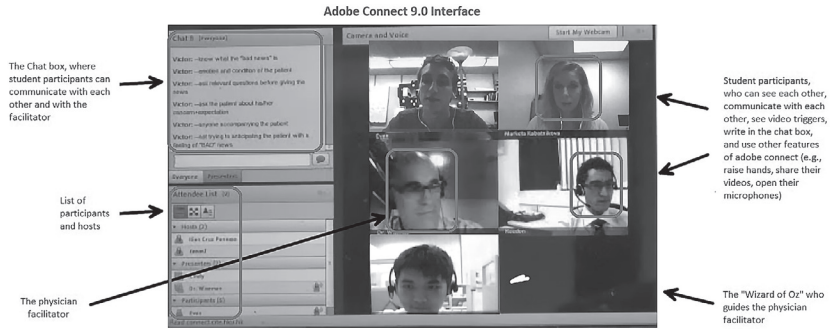 Adobe Connect 9.0 Interface
The Chat box, where
student participants can
communicate with each
other and with the
facilitator
List of
participants
and hosts
The physician
facilitator
Chat 5 (Everyone)
Victor: --know what the "bad news" is
Victor: --emotion and condition of the patient
Victor: --ask relevant questions before giving the
news
Victor: --ask the patient about his/her
concern/expectation
Victor: --anyone accompanying the patient
Victor: --not trying to anticipating the patient with a
feeling of "BAD" news
Everyone
Attendee List
Hosts (2)
Presenters
Participants
Camera and Voice
Start My Webcam
Student participants,
who can see each other,
communicate with each
other, see video triggers,
write in the chat box,
and use other features
of adobe connect (e.g.,
raise hands, share their
videos, open their
microphones)
The "Wizard of Oz" who
guides the physician
facilitator